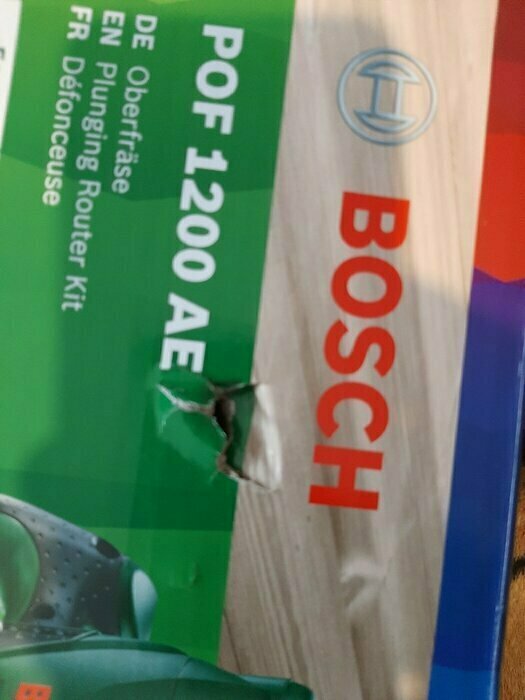 BOSCH
POF 1200 AE
DE Oberfräse
EN Plunging Router Kit
FR Défonceuse
B